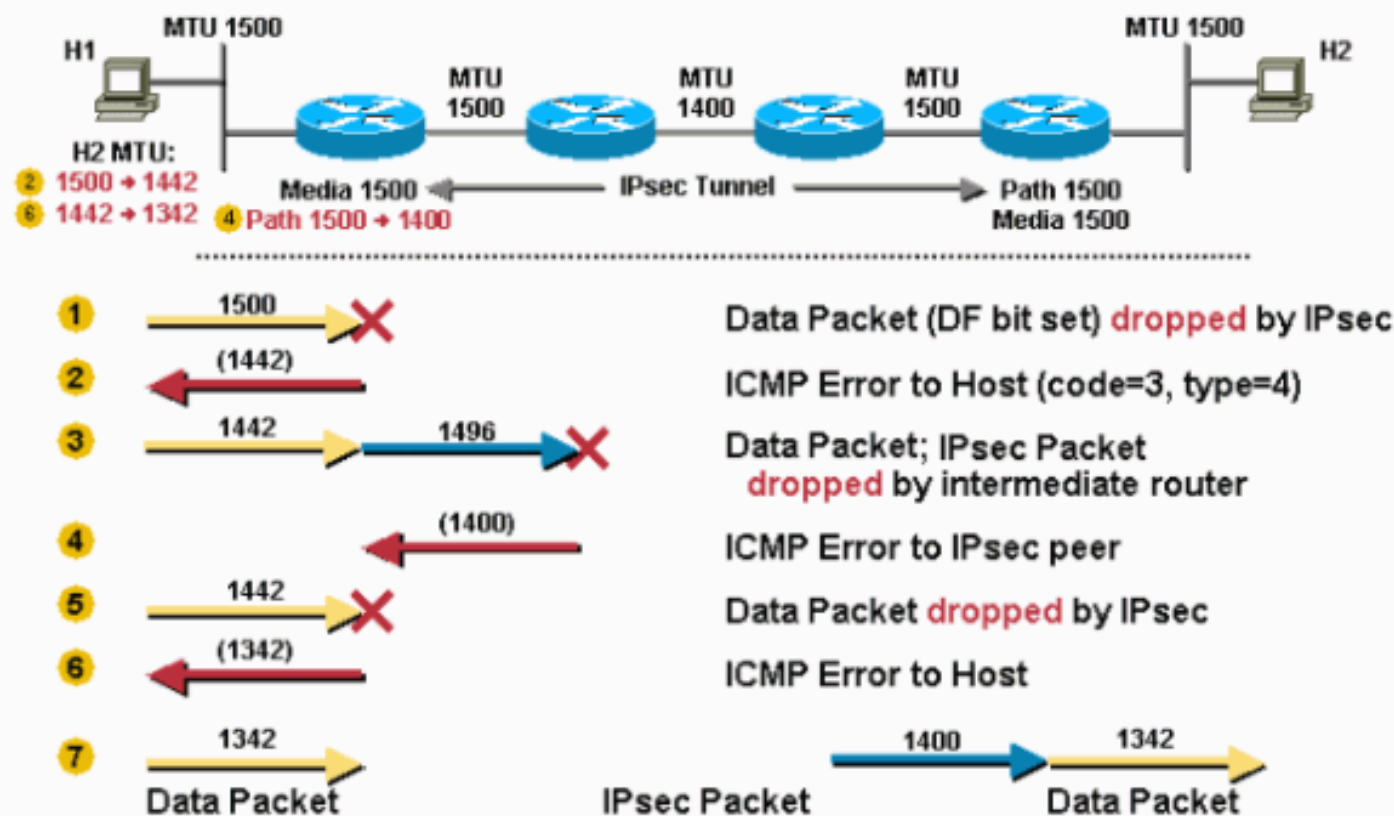 MTU 1500
MTU 1500
H1
H2
MTU
1500
MTU
1400
MTU
1500
H2 MTU:
2 1500 → 1442
6 1442 → 1342
Media 1500
IPsec Tunnel
Path 1500
4 Path 1500 → 1400
Media 1500
1 1500 Data Packet (DF bit set) dropped by IPsec
2 (1442) ICMP Error to Host (code=3, type=4)
3 1442 1496 Data Packet; IPsec Packet
dropped by intermediate router
4 (1400) ICMP Error to IPsec peer
5 1442 Data Packet dropped by IPsec
6 (1342) ICMP Error to Host
7 1342 1400 1342
Data Packet IPsec Packet Data Packet